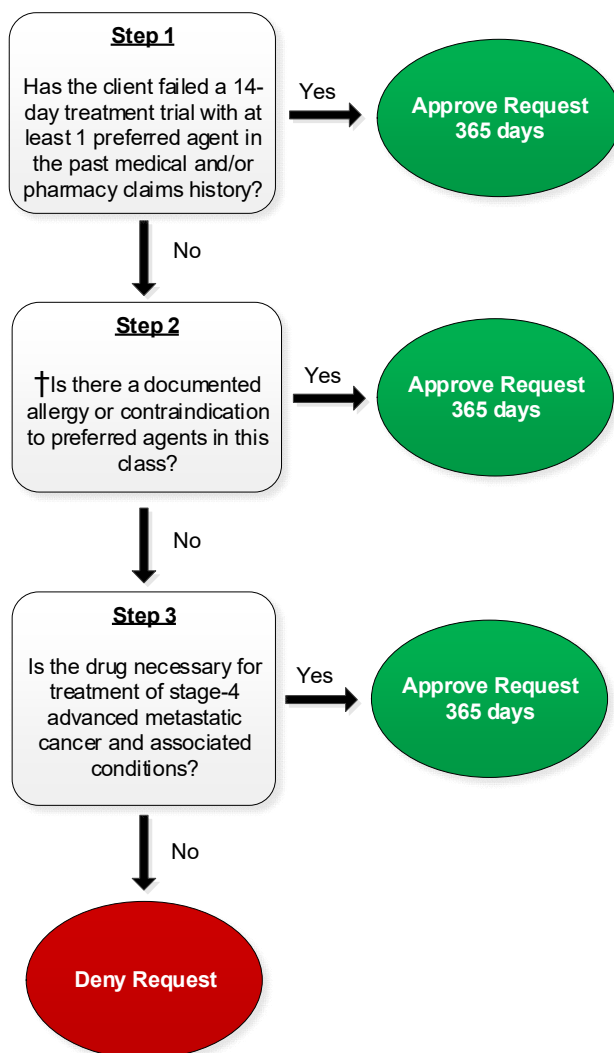 Step 1
Has the client failed a 14-
day treatment trial with at
least 1 preferred agent in
the past medical and/or
pharmacy claims history?
Yes
Approve Request
365 days
No
Step 2
†Is there a documented
allergy or contraindication
to preferred agents in this
class?
Yes
Approve Request
365 days
No
Step 3
Is the drug necessary for
treatment of stage-4
advanced metastatic
cancer and associated
conditions?
Yes
Approve Request
365 days
No
Deny Request